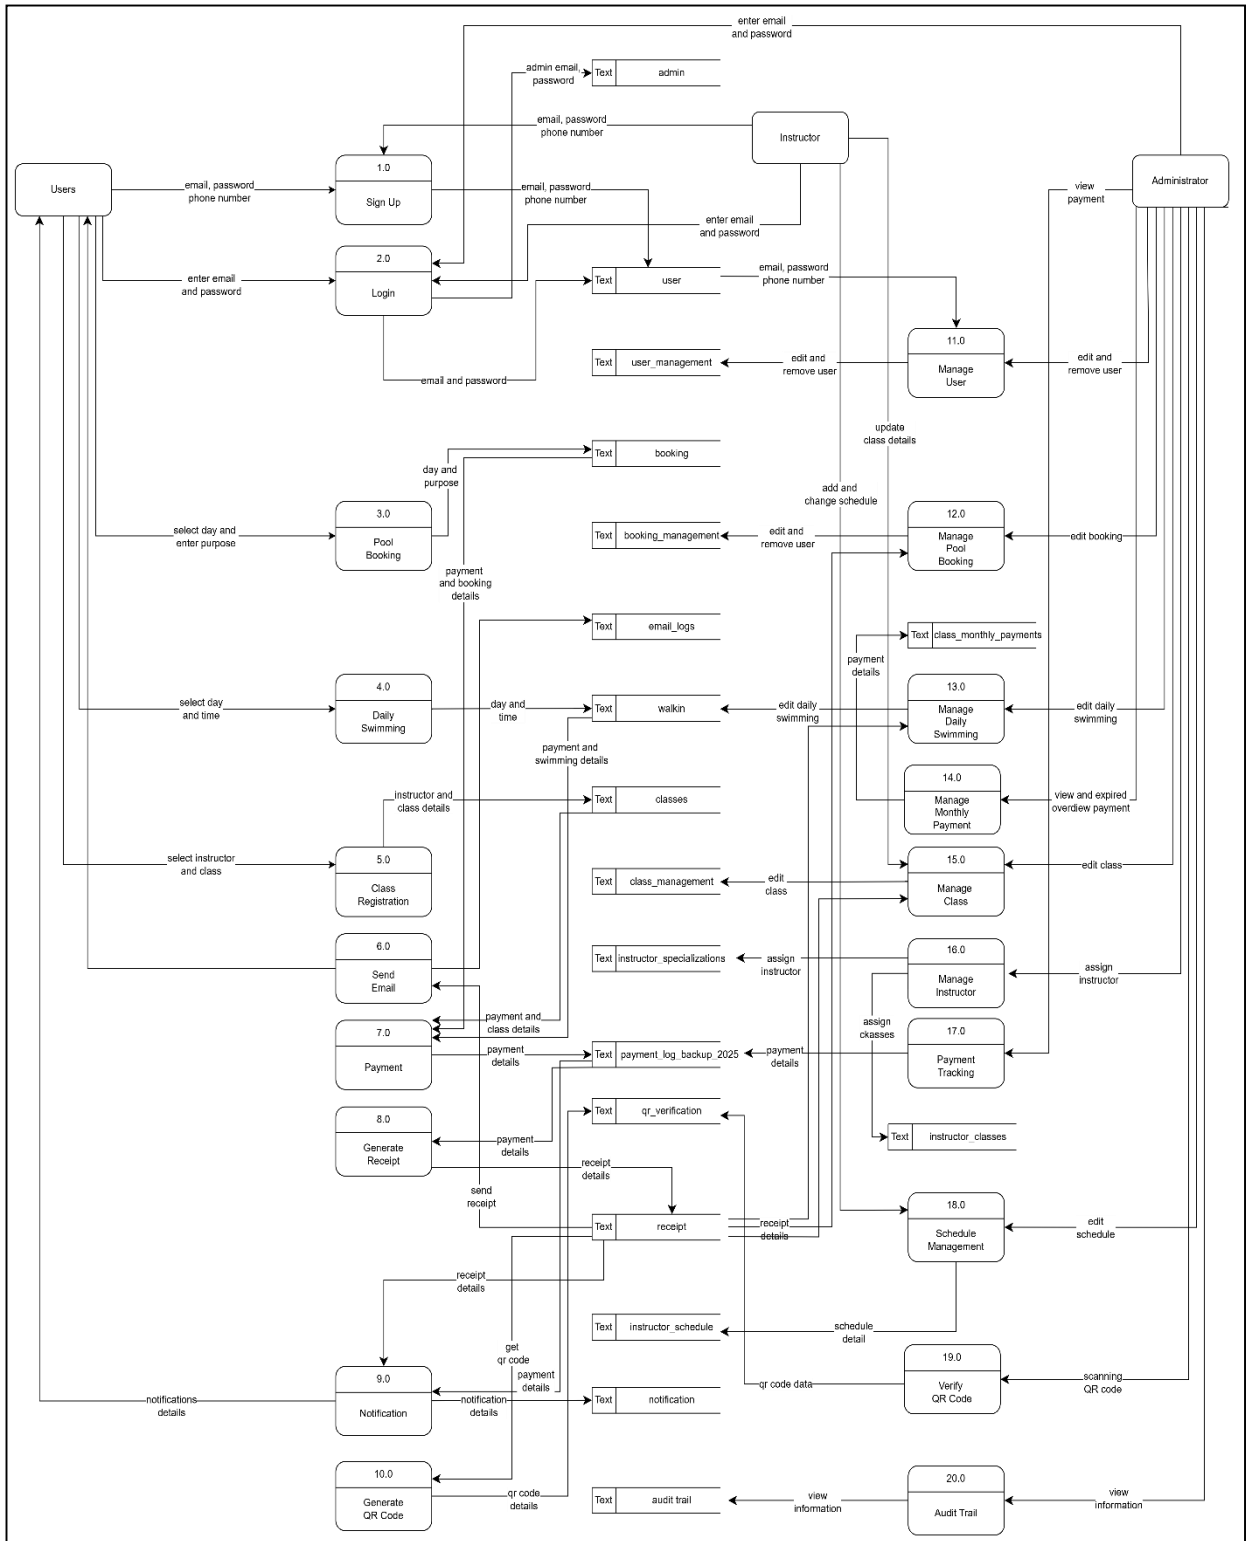 enter email
and password
admin email,
password
Text
admin
email, password
phone number
Instructor
Users
email, password
phone number
1.0
Sign Up
email, password
phone number
view
payment
Administrator
enter email
and password
enter email
and password
2.0
Login
Text
user
email, password
phone number
email and password
Text
user_management
edit and
remove user
11.0
Manage
User
edit and
remove user
update
class details
day and
purpose
Text
booking
add and
change schedule
select day and
enter purpose
3.0
Pool
Booking
Text
booking_management
edit and
remove user
12.0
Manage
Pool
Booking
edit booking
payment
and booking
details
Text
email_logs
Text
class_monthly_payments
payment
details
select day
and time
4.0
Daily
Swimming
day and
time
Text
walkin
edit daily
swimming
13.0
Manage
Daily
Swimming
edit daily
swimming
payment and
swimming details
instructor and
class details
Text
classes
14.0
Manage
Monthly
Payment
view and expired
overdiew payment
select instructor
and class
5.0
Class
Registration
Text
class_management
edit
class
15.0
Manage
Class
edit class
6.0
Send
Email
Text
instructor_specializations
assign
instructor
16.0
Manage
Instructor
assign
instructor
payment and
class details
assign
ckasses
7.0
Payment
payment
details
Text
payment_log_backup_2025
payment
details
17.0
Payment
Tracking
Text
qr_verification
8.0
Generate
Receipt
payment
details
Text
instructor_classes
receipt
details
send
receipt
Text
receipt
receipt
details
18.0
Schedule
Management
edit
schedule
receipt
details
Text
instructor_schedule
schedule
detail
get
qr code
19.0
Verify
QR Code
scanning
QR code
notifications
details
9.0
Notification
payment
details
notification
details
Text
notification
qr code data
10.0
Generate
QR Code
qr code
details
Text
audit trail
view
information
20.0
Audit Trail
view
information